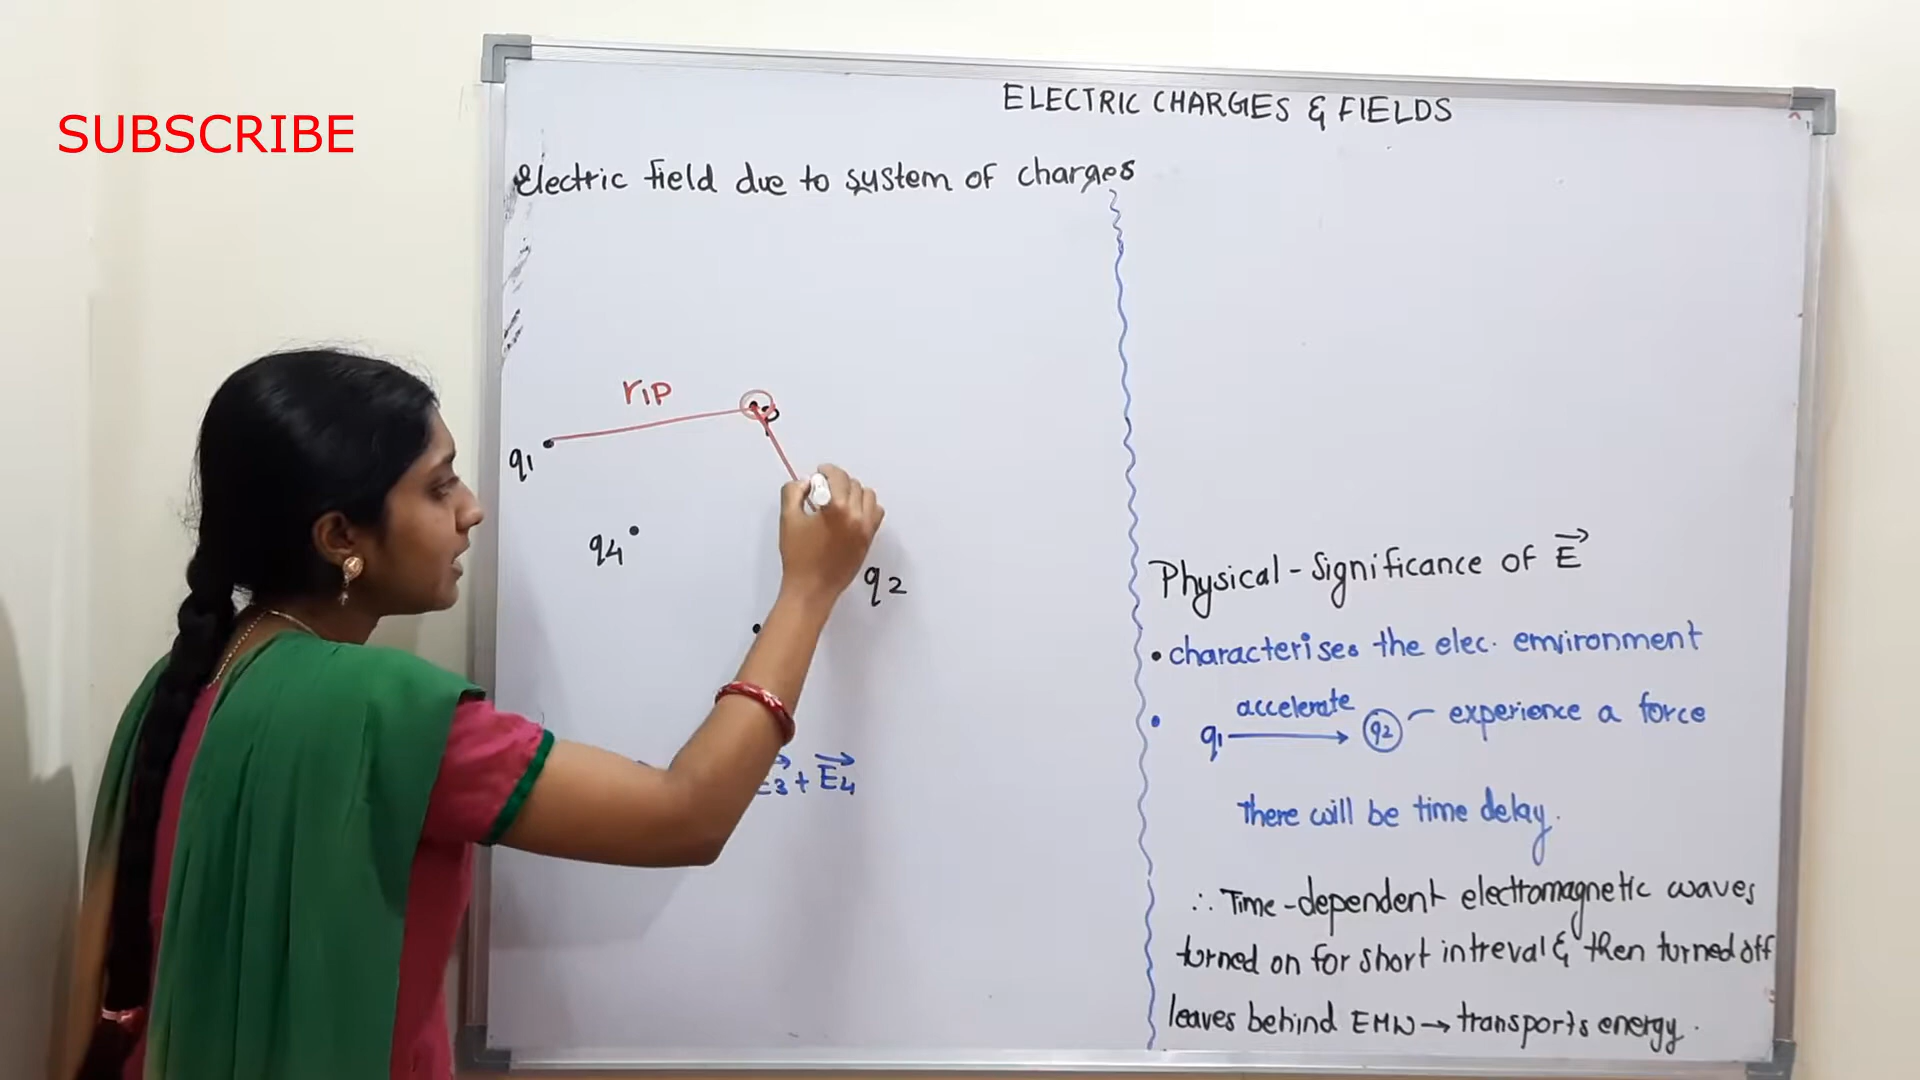 SUBSCRIBE
ELECTRIC CHARGES & FIELDS
Electric field due to system of charges
r1P
P
q1
q4
q2
E3 + E4
Physical - Significance of E
• characterises the elec. environment
• q1 accelerate → q2 – experience a force
There will be time delay.
∴ Time-dependent electromagnetic waves
turned on for short intreval & then turned off
leaves behind EMW → transports energy.